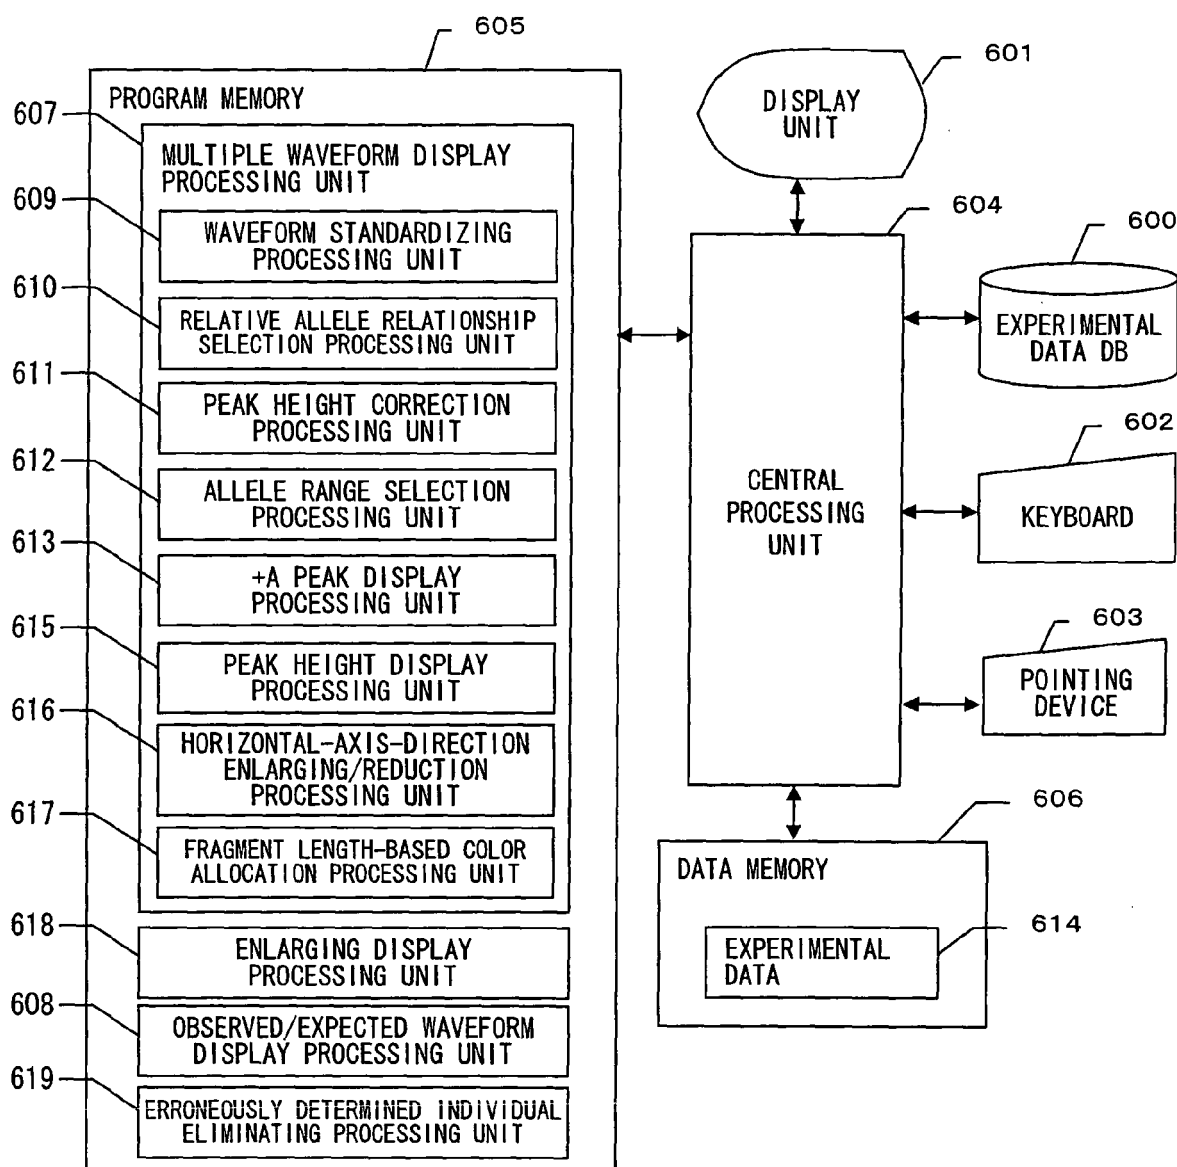 605
PROGRAM MEMORY
607
MULTIPLE WAVEFORM DISPLAY
PROCESSING UNIT
609
WAVEFORM STANDARDIZING
PROCESSING UNIT
610
RELATIVE ALLELE RELATIONSHIP
SELECTION PROCESSING UNIT
611
PEAK HEIGHT CORRECTION
PROCESSING UNIT
612
ALLELE RANGE SELECTION
PROCESSING UNIT
613
+A PEAK DISPLAY
PROCESSING UNIT
615
PEAK HEIGHT DISPLAY
PROCESSING UNIT
616
HORIZONTAL-AXIS-DIRECTION
ENLARGING/REDUCTION
PROCESSING UNIT
617
FRAGMENT LENGTH-BASED COLOR
ALLOCATION PROCESSING UNIT
618
ENLARGING DISPLAY
PROCESSING UNIT
608
OBSERVED/EXPECTED WAVEFORM
DISPLAY PROCESSING UNIT
619
ERRONEOUSLY DETERMINED INDIVIDUAL
ELIMINATING PROCESSING UNIT
601
DISPLAY
UNIT
604
CENTRAL
PROCESSING
UNIT
600
EXPERIMENTAL
DATA DB
602
KEYBOARD
603
POINTING
DEVICE
606
DATA MEMORY
614
EXPERIMENTAL
DATA